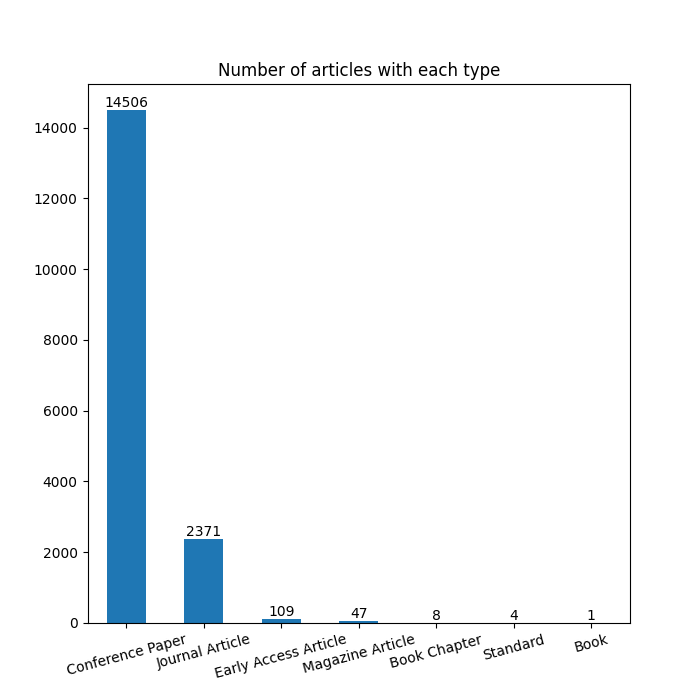 Number of articles with each type
14506
14000
12000
10000
8000
6000
4000
2371
2000
109
47
8
4
1
0
Conference Paper
Journal Article
Early Access Article
Magazine Article
Book Chapter
Standard
Book